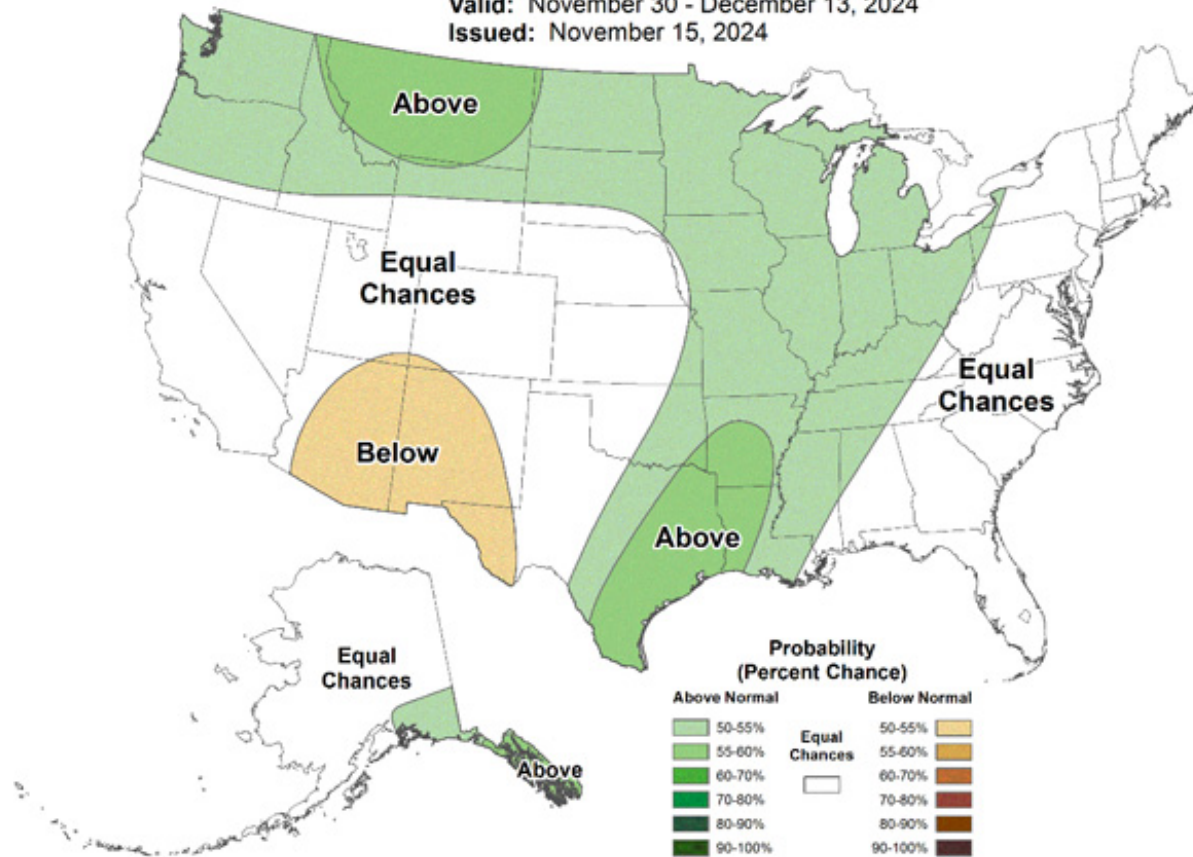 Valid: November 30 - December 13, 2024
Issued: November 15, 2024
Above
Equal
Chances
Below
Equal
Chances
Above
Equal
Chances
Above
Probability
(Percent Chance)
Above Normal
Below Normal
50-55%
55-60%
60-70%
70-80%
80-90%
90-100%
Equal
Chances
50-55%
55-60%
60-70%
70-80%
80-90%
90-100%